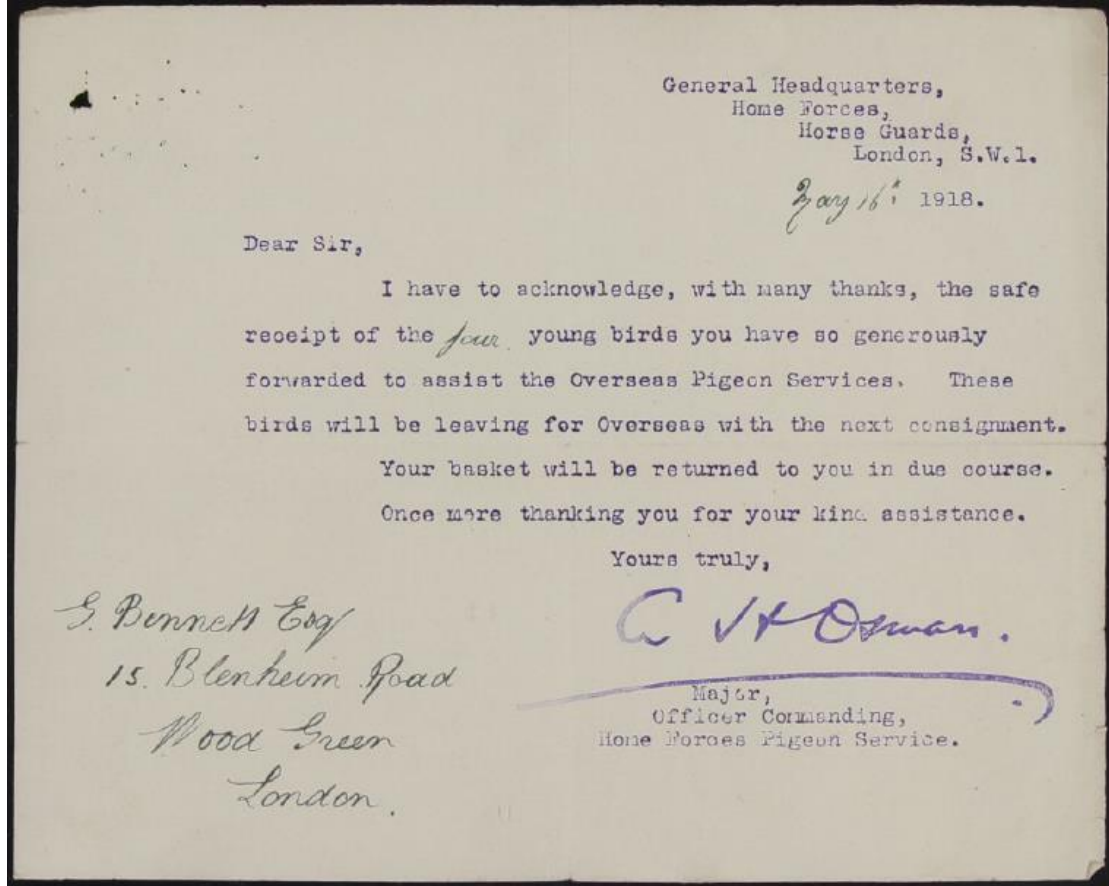 General Headquarters,
Home Forces,
Horse Guards,
London, S.W.1.
May 16th 1918.
Dear Sir,
I have to acknowledge, with many thanks, the safe
receipt of the four young birds you have so generously
forwarded to assist the Overseas Pigeon Services. These
birds will be leaving for Overseas with the next consignment.
Your basket will be returned to you in due course.
Once more thanking you for your kind assistance.
Yours truly,
A H Osman.
Major,
Officer Commanding,
Home Forces Pigeon Service.
G. Bennett Esq
15. Blenheim Road
Wood Green
London.